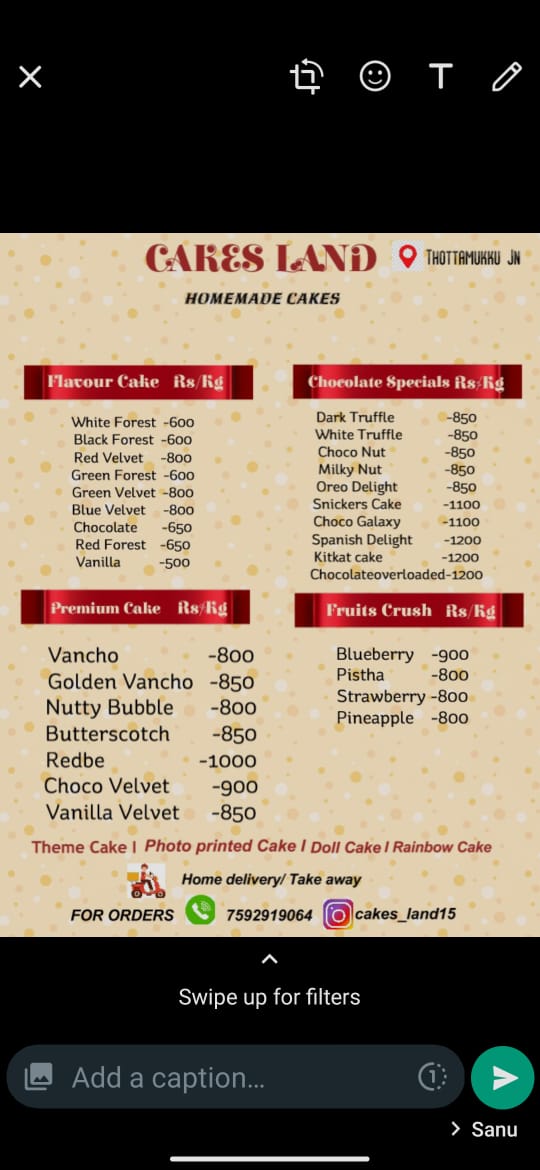 CAKES LAND
THOTTAMUKKU JN
HOMEMADE CAKES
Flavour Cake Rs/Kg
White Forest -600
Black Forest -600
Red Velvet -800
Green Forest -600
Green Velvet -800
Blue Velvet -800
Chocolate -650
Red Forest -650
Vanilla -500
Chocolate Specials Rs/Kg
Dark Truffle -850
White Truffle -850
Choco Nut -850
Milky Nut -850
Oreo Delight -850
Snickers Cake -1100
Choco Galaxy -1100
Spanish Delight -1200
Kitkat cake -1200
Chocolateoverloaded-1200
Premium Cake Rs/Kg
Vancho -800
Golden Vancho -850
Nutty Bubble -800
Butterscotch -850
Redbe -1000
Choco Velvet -900
Vanilla Velvet -850
Fruits Crush Rs/Kg
Blueberry -900
Pistha -800
Strawberry -800
Pineapple -800
Theme Cake I Photo printed Cake I Doll Cake I Rainbow Cake
Home delivery/ Take away
FOR ORDERS 7592919064 cakes_land15
Swipe up for filters
Add a caption...
1
Sanu